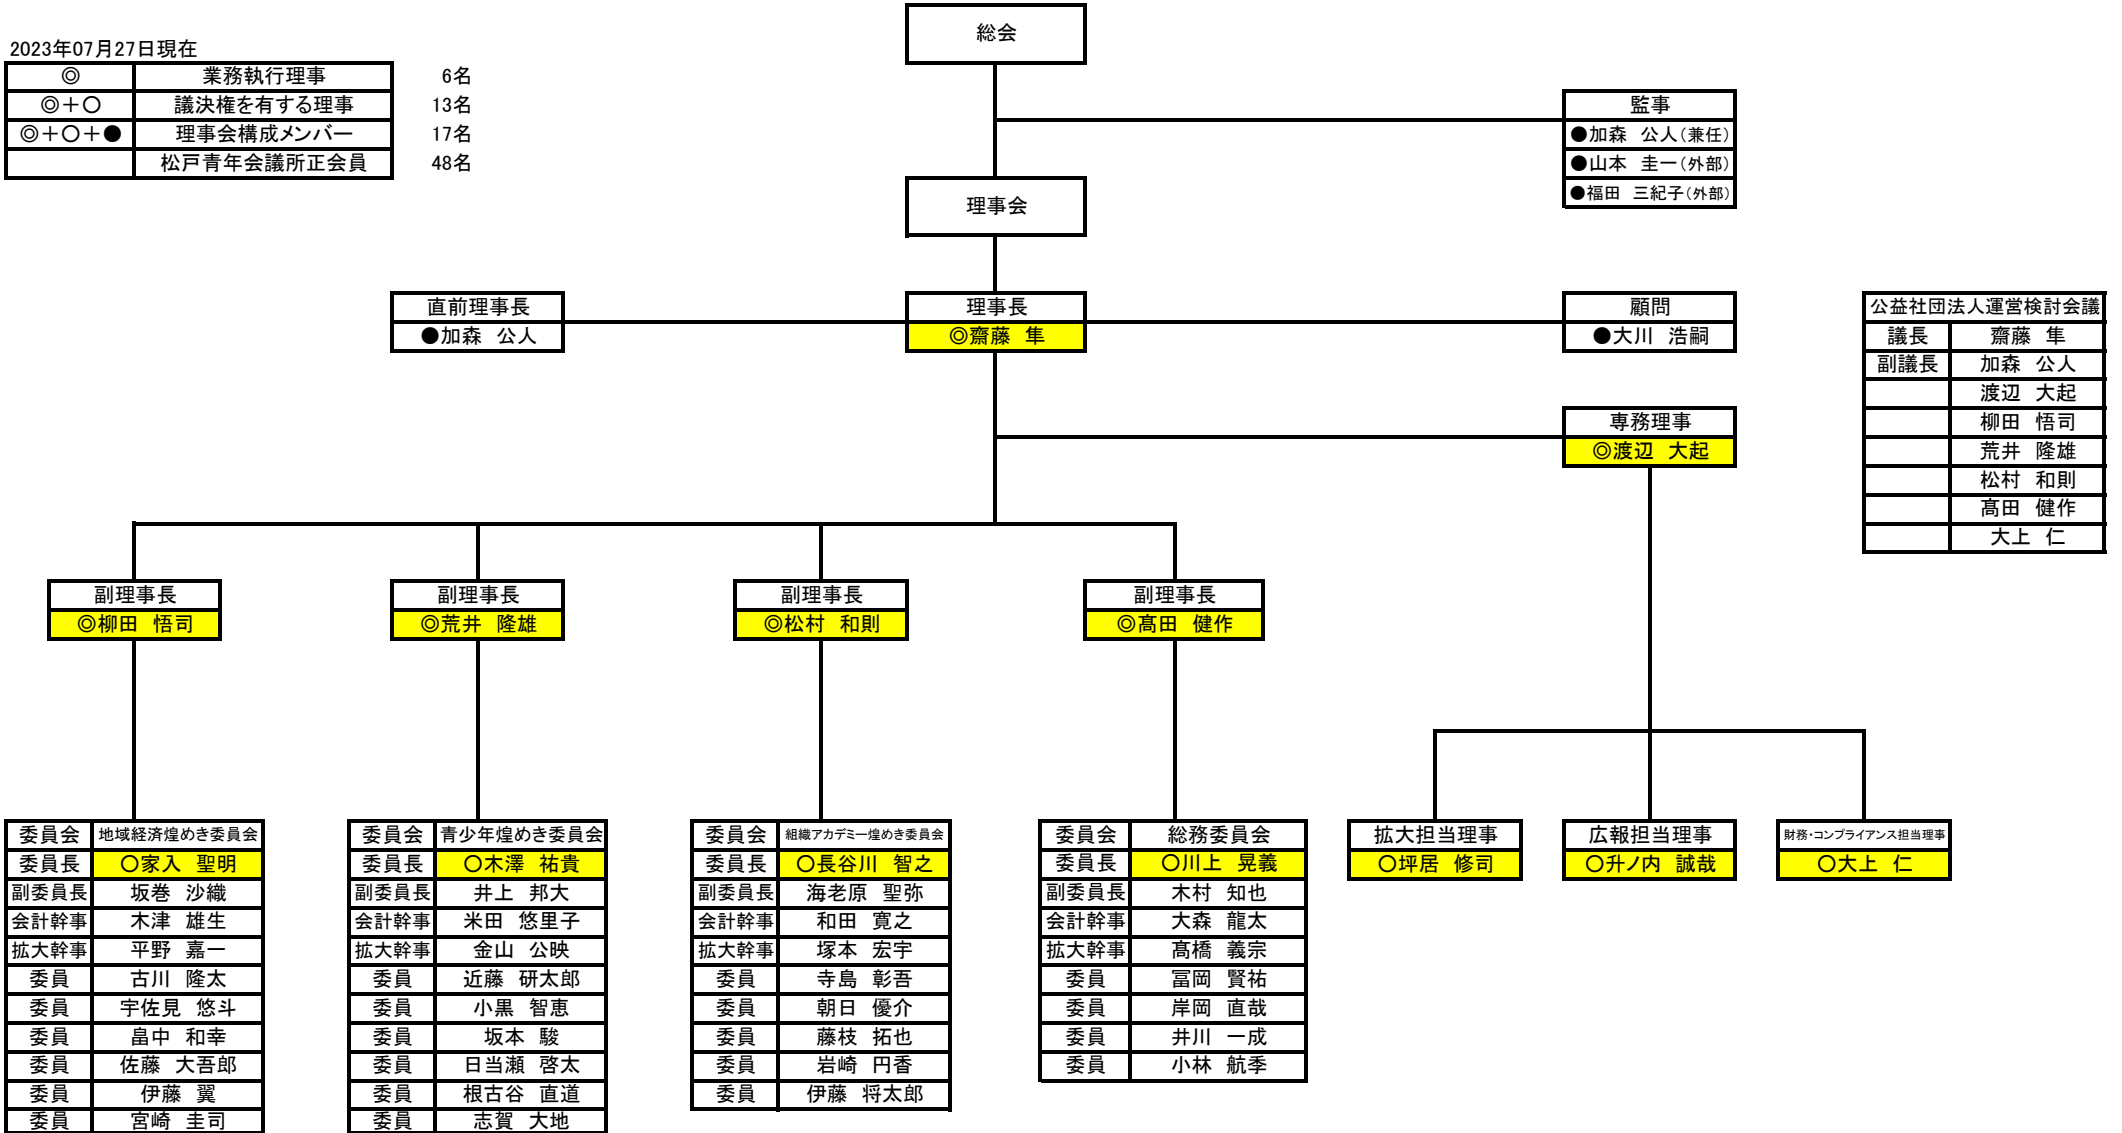 総会
2023年07月27日現在
◎ 業務執行理事 6名
◎+〇 議決権を有する理事 13名
◎+〇+● 理事会構成メンバー 17名
松戸青年会議所正会員 48名
監事
●加森 公人(兼任)
●山本 圭一(外部)
●福田 三紀子(外部)
理事会
直前理事長
●加森 公人
理事長
◎齋藤 隼
顧問
●大川 浩嗣
公益社団法人運営検討会議
議長 齋藤 隼
副議長 加森 公人
渡辺 大起
柳田 悟司
荒井 隆雄
松村 和則
髙田 健作
大上 仁
専務理事
◎渡辺 大起
副理事長
◎柳田 悟司
副理事長
◎荒井 隆雄
副理事長
◎松村 和則
副理事長
◎髙田 健作
委員会 地域経済煌めき委員会
委員長 〇家入 聖明
副委員長 坂巻 沙織
会計幹事 木津 雄生
拡大幹事 平野 嘉一
委員 古川 隆太
委員 宇佐見 悠斗
委員 畠中 和幸
委員 佐藤 大吾郎
委員 伊藤 翼
委員 宮崎 圭司
委員会 青少年煌めき委員会
委員長 〇木澤 祐貴
副委員長 井上 邦大
会計幹事 米田 悠里子
拡大幹事 金山 公映
委員 近藤 研太郎
委員 小黒 智恵
委員 坂本 駿
委員 日当瀬 啓太
委員 根古谷 直道
委員 志賀 大地
委員会 組織アカデミー煌めき委員会
委員長 〇長谷川 智之
副委員長 海老原 聖弥
会計幹事 和田 寛之
拡大幹事 塚本 宏宇
委員 寺島 彰吾
委員 朝日 優介
委員 藤枝 拓也
委員 岩崎 円香
委員 伊藤 将太郎
委員会 総務委員会
委員長 〇川上 晃義
副委員長 木村 知也
会計幹事 大森 龍太
拡大幹事 髙橋 義宗
委員 冨岡 賢祐
委員 岸岡 直哉
委員 井川 一成
委員 小林 航季
拡大担当理事
〇坪居 修司
広報担当理事
〇升ノ内 誠哉
財務・コンプライアンス担当理事
〇大上 仁